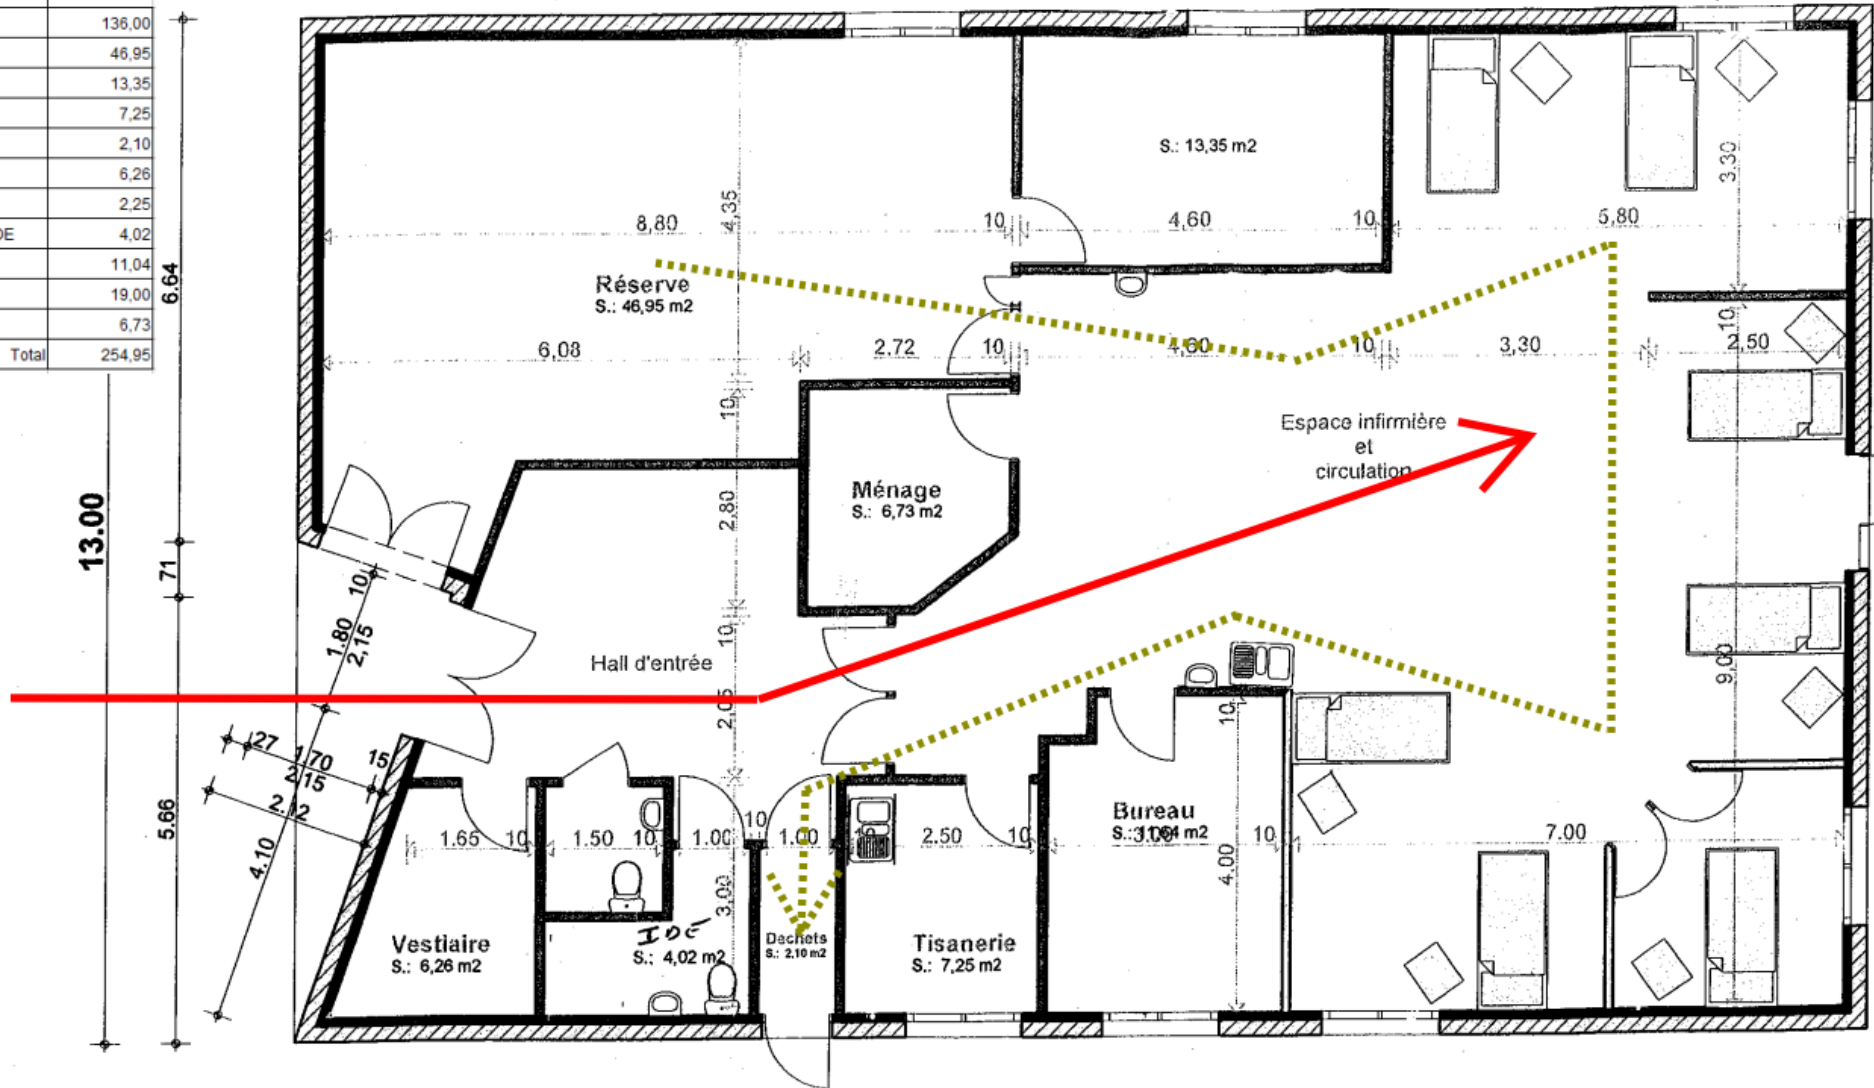 136,00
46,95
13,35
7,25
2,10
6,26
2,25
DE 4,02
11,04
19,00
6,73
Total 254,95
6.64
13.00
71
5.66
S.: 13,35 m2
3.30
4,35
8,80
10
4,60
10
5,80
Réserve
S.: 46,95 m2
6,08
2.72
10
4,60
10
3,30
10
2,50
10
Espace infirmière
et
circulation
Ménage
S.: 6,73 m2
2,80
10
1.80
2,15
10
Hall d'entrée
2,05
9,00
27
1.70
2.15
15
2.12
4.10
1.65
10
1.50
10
1.00
10
1.00
2.50
10
Bureau
10
7.00
10
4,00
3,00
Vestiaire
S.: 6,26 m2
IDE
S.: 4,02 m2
Dechets
S.: 2,10 m2
Tisanerie
S.: 7,25 m2